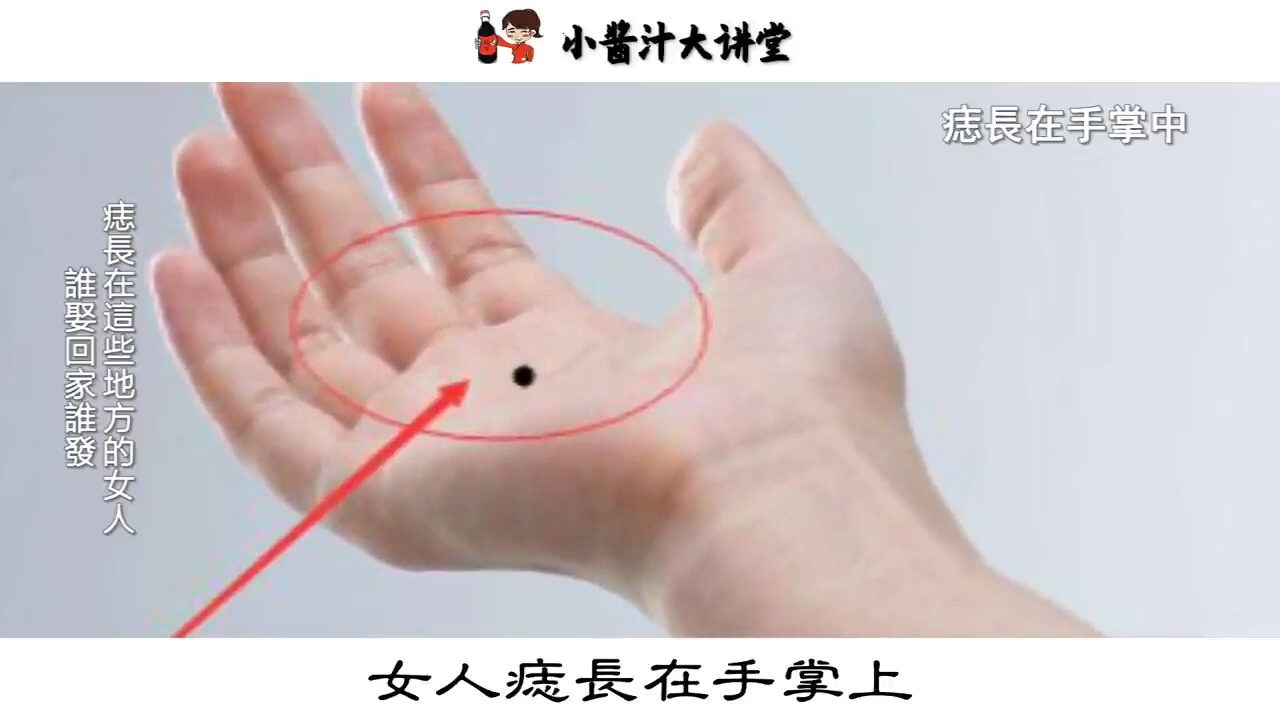 小酱汁大讲堂
痣長在手掌中
痣長在這些地方的女人
誰娶回家誰發
女人痣長在手掌上